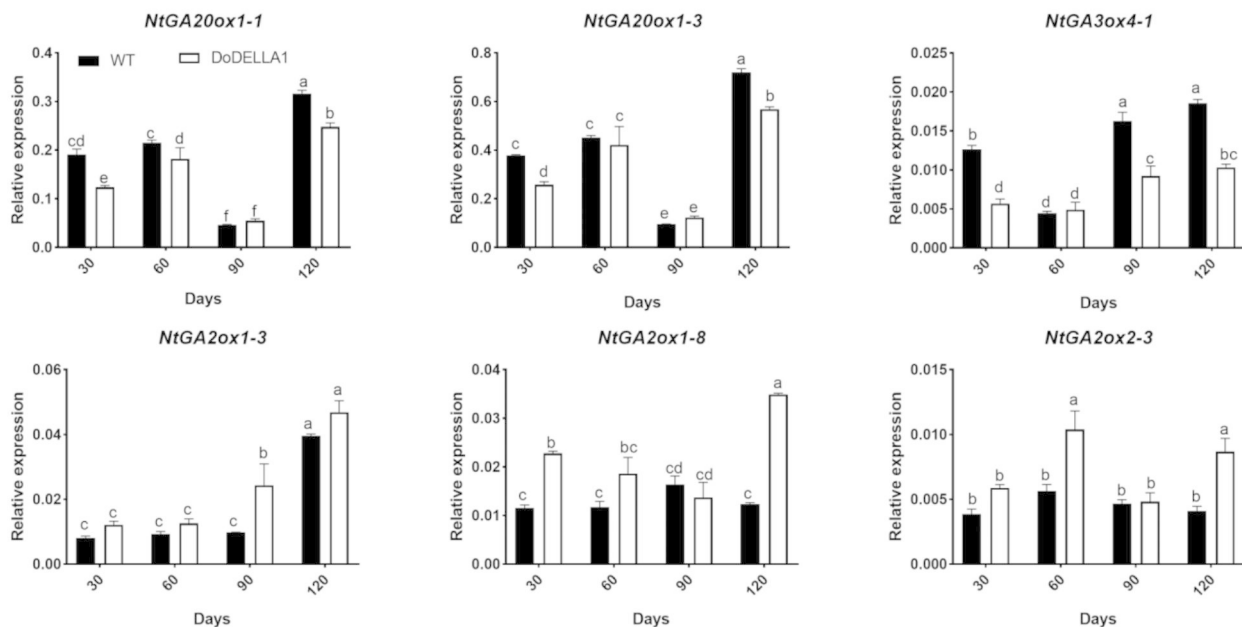 NtGA20ox1-1
Relative expression
0.4
0.3
0.2
0.1
0.0
WT
DoDELLA1
cd
e
c
d
f
f
a
b
30
60
90
120
Days
NtGA20ox1-3
Relative expression
0.8
0.6
0.4
0.2
0.0
c
d
c
c
e
e
a
b
30
60
90
120
Days
NtGA3ox4-1
Relative expression
0.025
0.020
0.015
0.010
0.005
0.000
b
d
d
d
a
c
a
bc
30
60
90
120
Days
NtGA2ox1-3
Relative expression
0.06
0.04
0.02
0.00
c
c
c
c
c
b
a
a
30
60
90
120
Days
NtGA2ox1-8
Relative expression
0.04
0.03
0.02
0.01
0.00
c
b
c
bc
cd
cd
c
a
30
60
90
120
Days
NtGA2ox2-3
Relative expression
0.015
0.010
0.005
0.000
b
b
b
a
b
b
b
a
30
60
90
120
Days